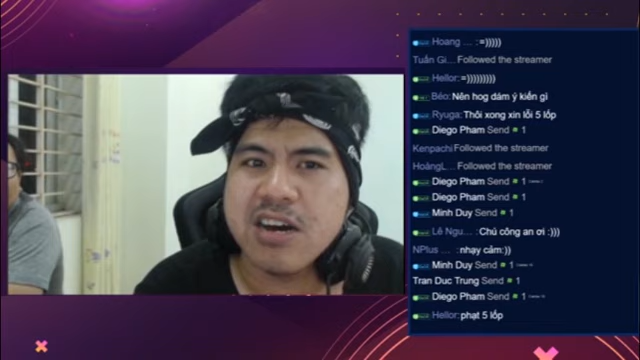 Hoang ... :=)))))
Tuấn Gi... Followed the streamer
Hellor:=))))))))))
Béo: Nên hog dám ý kiến gì
Ryuga: Thôi xong xin lỗi 5 lốp
Diego Pham Send 1
Kenpachi Followed the streamer
HoàngL... Followed the streamer
Diego Pham Send 1
Diego Pham Send 1
Minh Duy Send 1
Lê Ngu... :Chú công an ơi :)))
NPlus ... :nhạy cảm:))
Minh Duy Send 1
Tran Duc Trung Send 1
Diego Pham Send 1
Hellor: phạt 5 lốp